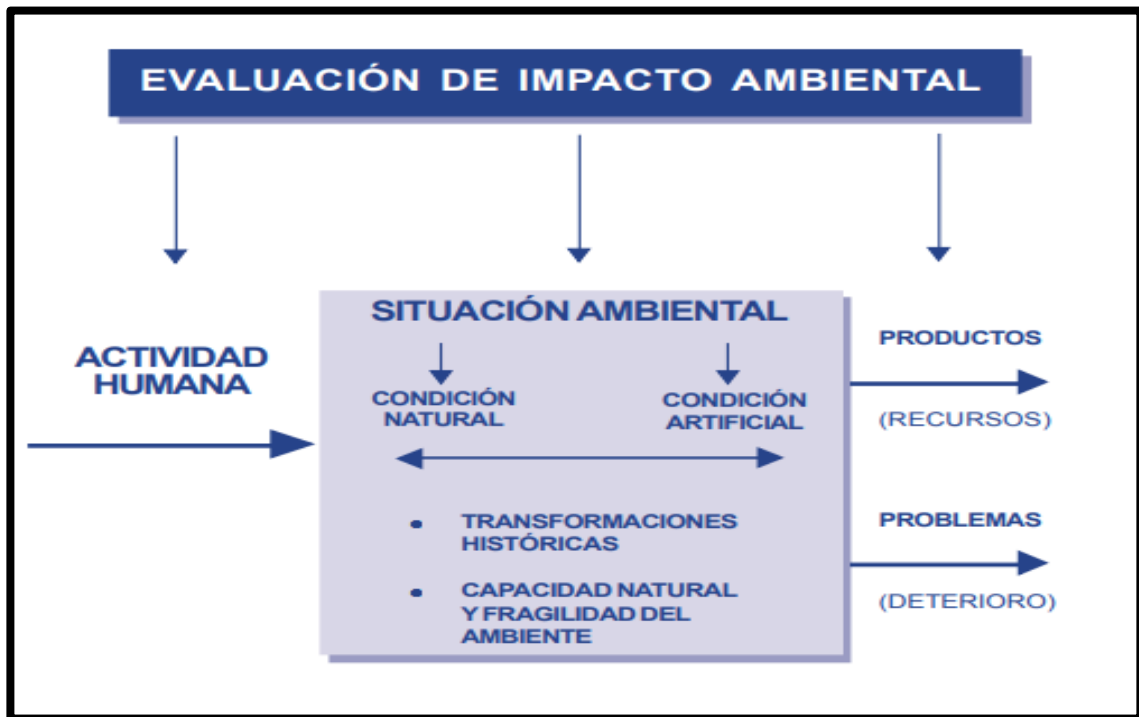 EVALUACIÓN DE IMPACTO AMBIENTAL
SITUACIÓN AMBIENTAL
ACTIVIDAD
HUMANA
CONDICIÓN
NATURAL
CONDICIÓN
ARTIFICIAL
• TRANSFORMACIONES
HISTÓRICAS
• CAPACIDAD NATURAL
Y FRAGILIDAD DEL
AMBIENTE
PRODUCTOS
(RECURSOS)
PROBLEMAS
(DETERIORO)